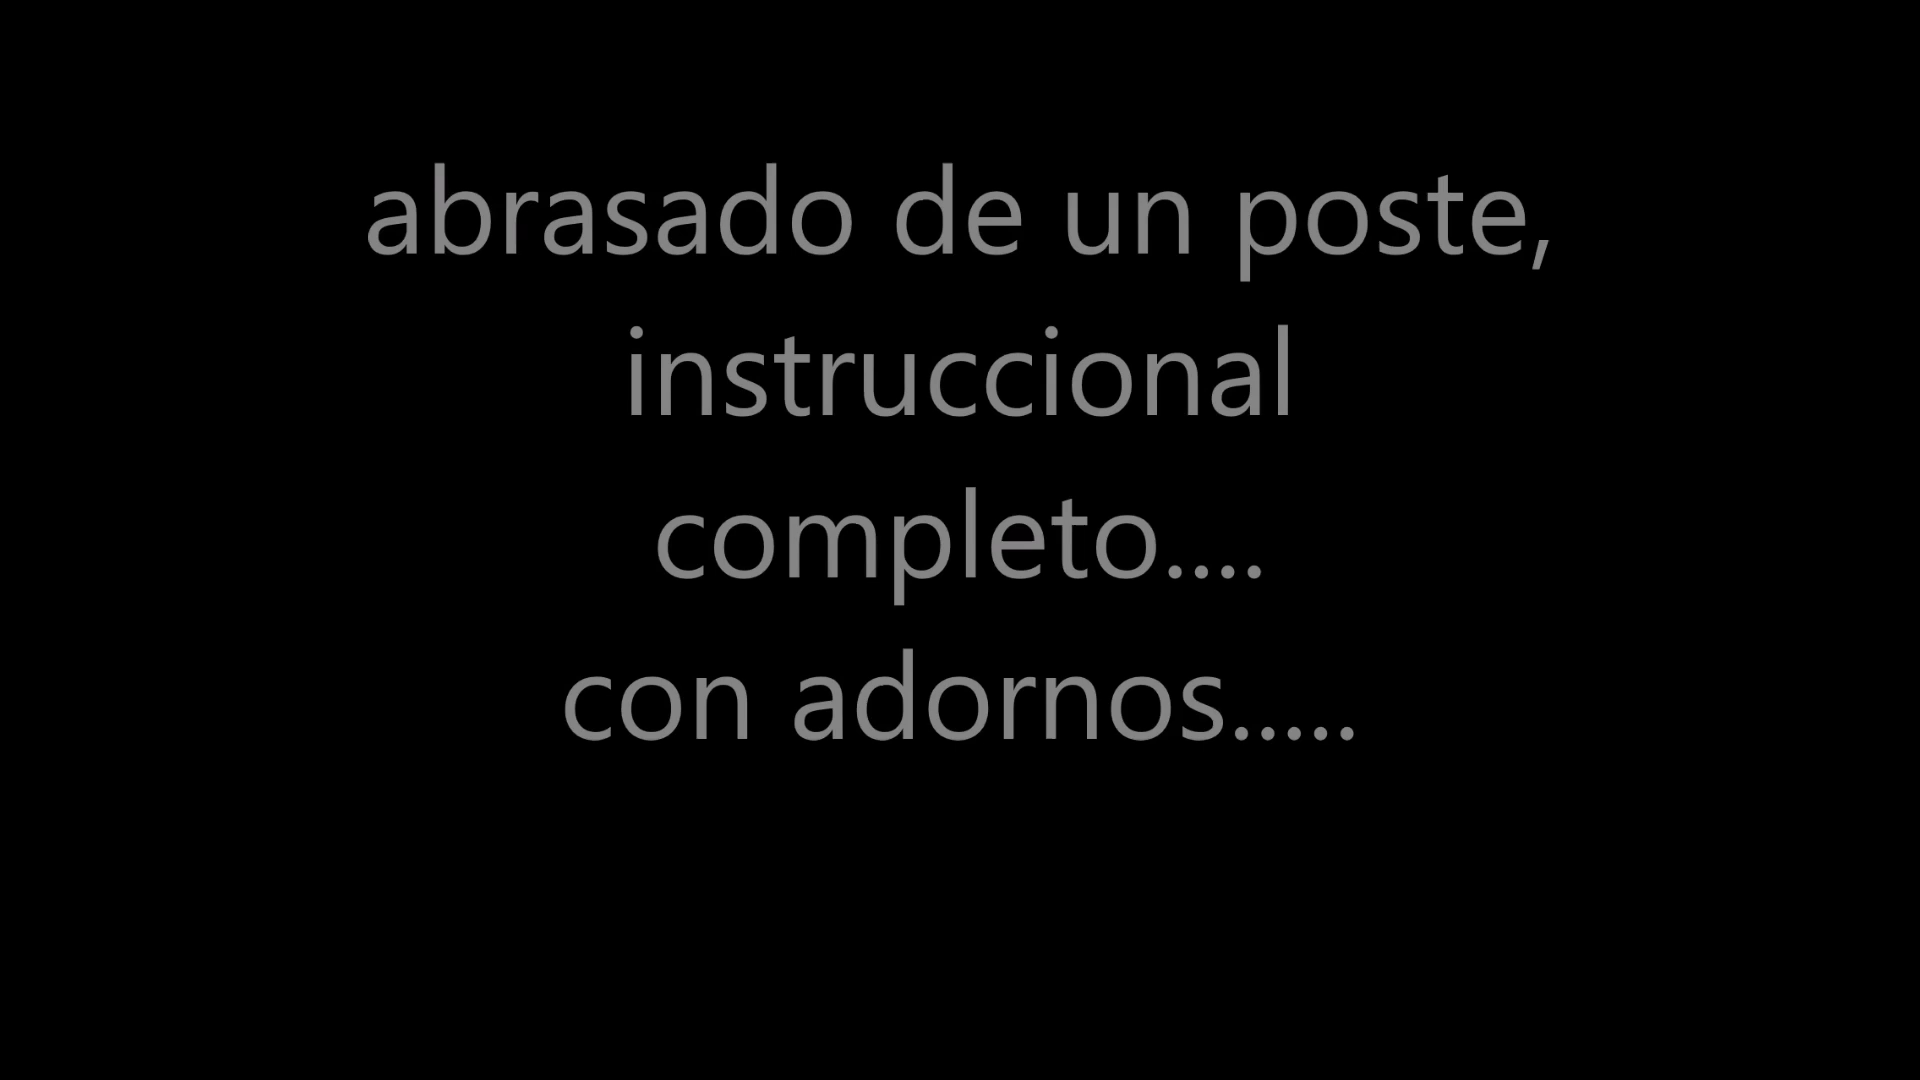 abrasado de un poste,
instruccional
completo....
con adornos.....